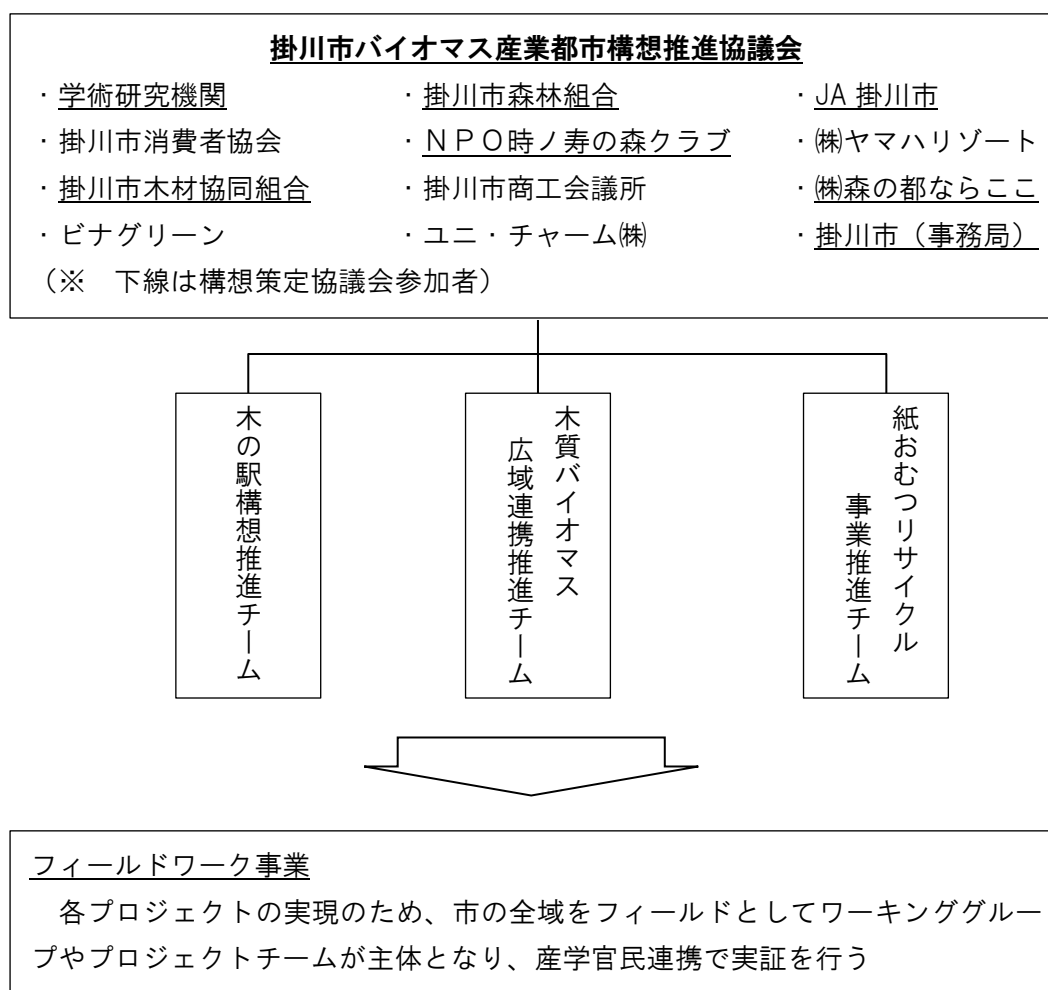 掛川市バイオマス産業都市構想推進協議会
・学術研究機関 ・掛川市森林組合 ・JA 掛川市
・掛川市消費者協会 ・ＮＰＯ時ノ寿の森クラブ ・㈱ヤマハリゾート
・掛川市木材協同組合 ・掛川市商工会議所 ・㈱森の都ならここ
・ビナグリーン ・ユニ・チャーム㈱ ・掛川市（事務局）
（※　下線は構想策定協議会参加者）
木の駅構想推進チーム
木質バイオマス
広域連携推進チーム
紙おむつリサイクル
事業推進チーム
フィールドワーク事業
　各プロジェクトの実現のため、市の全域をフィールドとしてワーキンググルー
プやプロジェクトチームが主体となり、産学官民連携で実証を行う